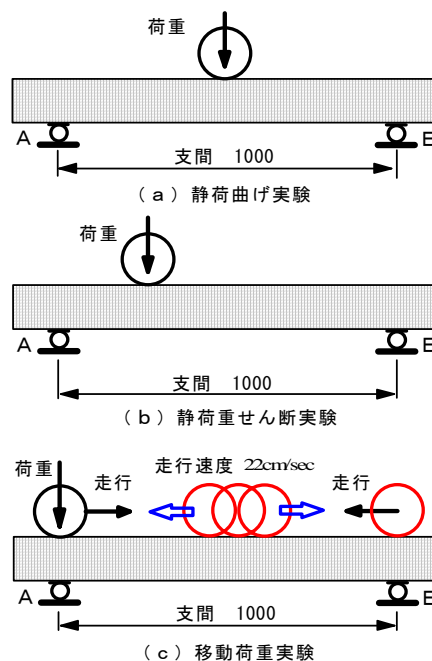 荷重
A
B
支間 1000
(a)静荷曲げ実験
荷重
A
B
支間 1000
(b)静荷重せん断実験
荷重
走行
走行速度 22cm/sec
走行
A
B
支間 1000
(c)移動荷重実験